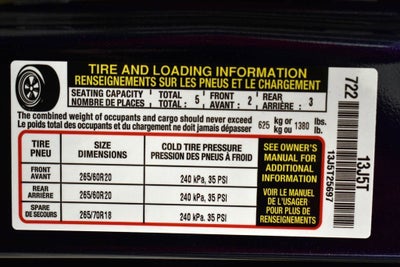 TIRE AND LOADING INFORMATION
RENSEIGNEMENTS SUR LES PNEUS ET LE CHARGEMENT
SEATING CAPACITY TOTAL : 5 FRONT : 2 REAR : 3
NOMBRE DE PLACES TOTAL AVANT ARRIÈRE
The combined weight of occupants and cargo should never exceed 625 kg or 1380 lbs.
Le poids total des occupants et du chargement ne doit jamais dépasser kg ou lb.
TIRE
PNEU
SIZE
DIMENSIONS
COLD TIRE PRESSURE
PRESSION DES PNEUS À FROID
FRONT
AVANT
265/60R20
240 kPa, 35 PSI
REAR
ARRIÈRE
265/60R20
240 kPa, 35 PSI
SPARE
DE SECOURS
265/70R18
240 kPa, 35 PSI
SEE OWNER'S
MANUAL FOR
ADDITIONAL
INFORMATION
VOIR LE MANUEL
DE L'USAGER
POUR PLUS DE
RENSEIGNEMENTS
722
13J5T
13J5T25697